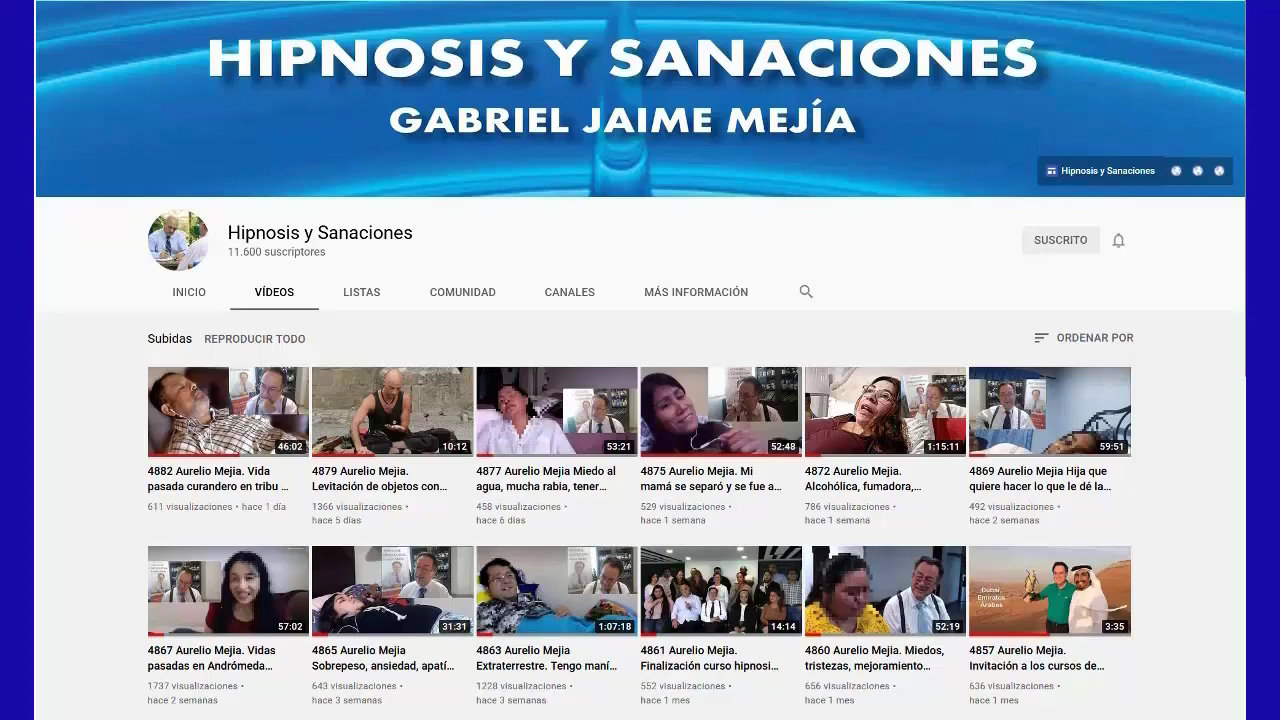 HIPNOSIS Y SANACIONES
GABRIEL JAIME MEJÍA
Hipnosis y Sanaciones
Hipnosis y Sanaciones
11.600 suscriptores
SUSCRITO
INICIO VÍDEOS LISTAS COMUNIDAD CANALES MÁS INFORMACIÓN
Subidas REPRODUCIR TODO ORDENAR POR
46:02 10:12 53:21 52:48 1:15:11 59:51
4882 Aurelio Mejia. Vida
pasada curandero en tribu ...
611 visualizaciones • hace 1 día
4879 Aurelio Mejia.
Levitación de objetos con...
1366 visualizaciones •
hace 5 días
4877 Aurelio Mejia Miedo al
agua, mucha rabia, tener...
458 visualizaciones •
hace 6 días
4875 Aurelio Mejia. Mi
mamá se separó y se fue a...
529 visualizaciones •
hace 1 semana
4872 Aurelio Mejia.
Alcohólica, fumadora,...
786 visualizaciones •
hace 1 semana
4869 Aurelio Mejia Hija que
quiere hacer lo que le dé la...
492 visualizaciones •
hace 2 semanas
Dubai,
Emiratos
Árabes
57:02 31:31 1:07:18 14:14 52:19 3:35
4867 Aurelio Mejia. Vidas
pasadas en Andrómeda...
1737 visualizaciones •
hace 2 semanas
4865 Aurelio Mejia
Sobrepeso, ansiedad, apatí...
643 visualizaciones •
hace 3 semanas
4863 Aurelio Mejia
Extraterrestre. Tengo maní...
1228 visualizaciones •
hace 3 semanas
4861 Aurelio Mejia.
Finalización curso hipnosi...
552 visualizaciones •
hace 1 mes
4860 Aurelio Mejia. Miedos,
tristezas, mejoramiento...
656 visualizaciones •
hace 1 mes
4857 Aurelio Mejia.
Invitación a los cursos de...
636 visualizaciones •
hace 1 mes